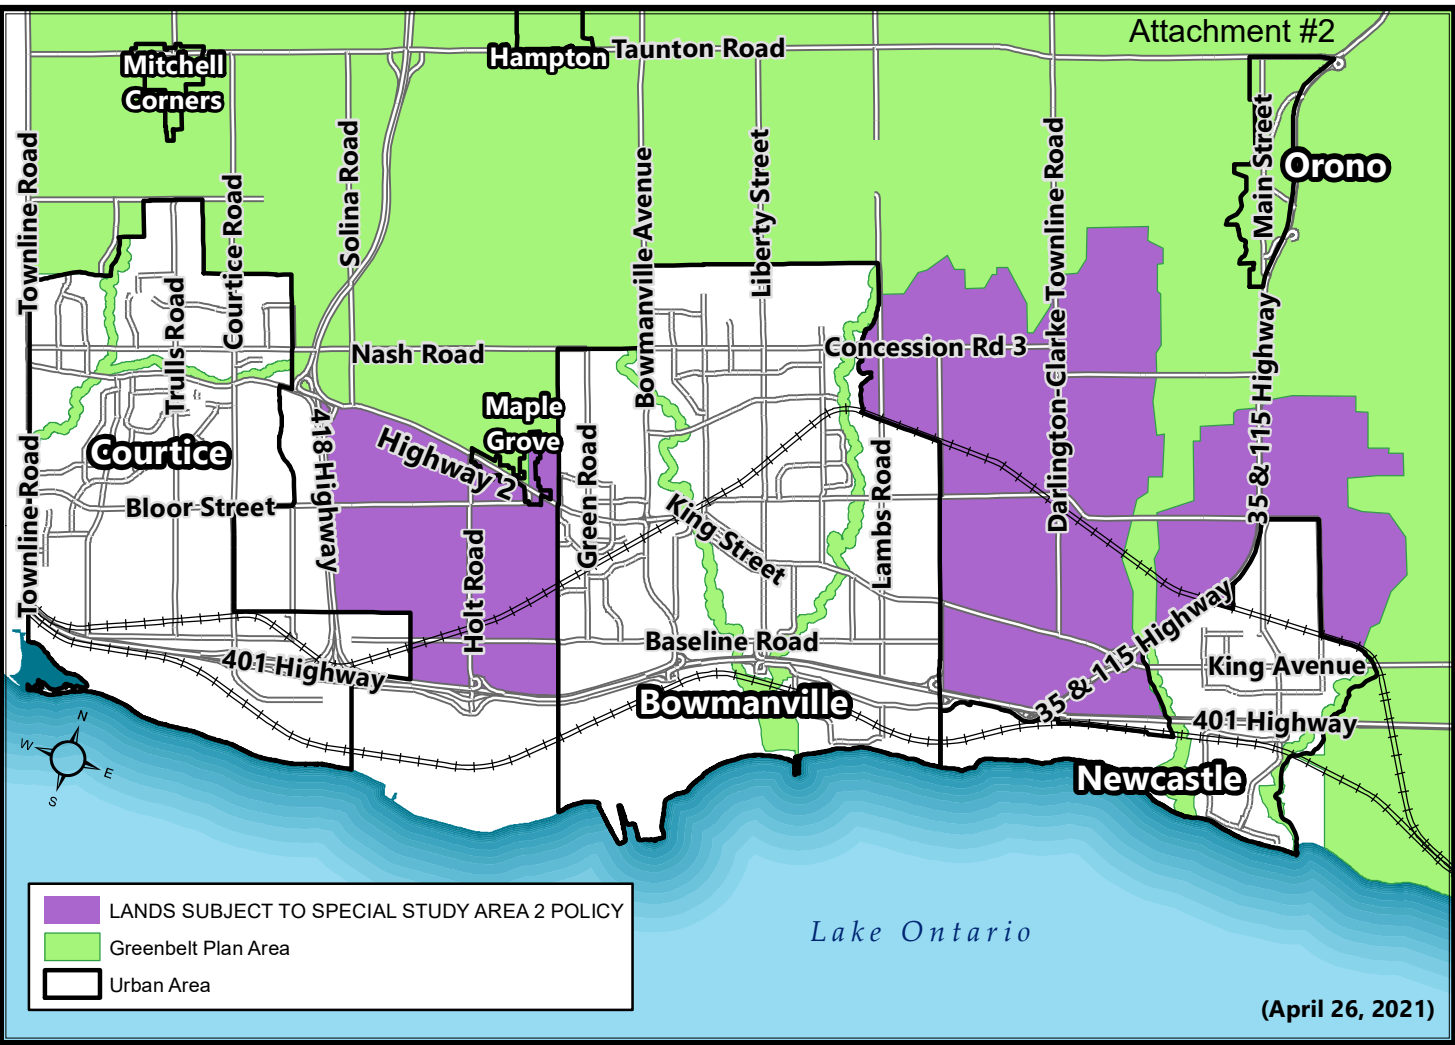 Attachment #2
Mitchell
Corners
Hampton
Taunton Road
Townline Road
Courtice Road
Solina Road
Bowmanville Avenue
Liberty Street
Darlington-Clarke Townline Road
Main Street
Orono
Trulls Road
Nash Road
Concession Rd 3
35 & 115 Highway
Maple
Grove
Highway 2
418 Highway
Courtice
Townline Road
Bloor Street
Green Road
King Street
Lambs Road
Holt Road
35 & 115 Highway
Baseline Road
401 Highway
King Avenue
Bowmanville
401 Highway
Newcastle
N
W
E
S
LANDS SUBJECT TO SPECIAL STUDY AREA 2 POLICY
Greenbelt Plan Area
Urban Area
Lake Ontario
(April 26, 2021)